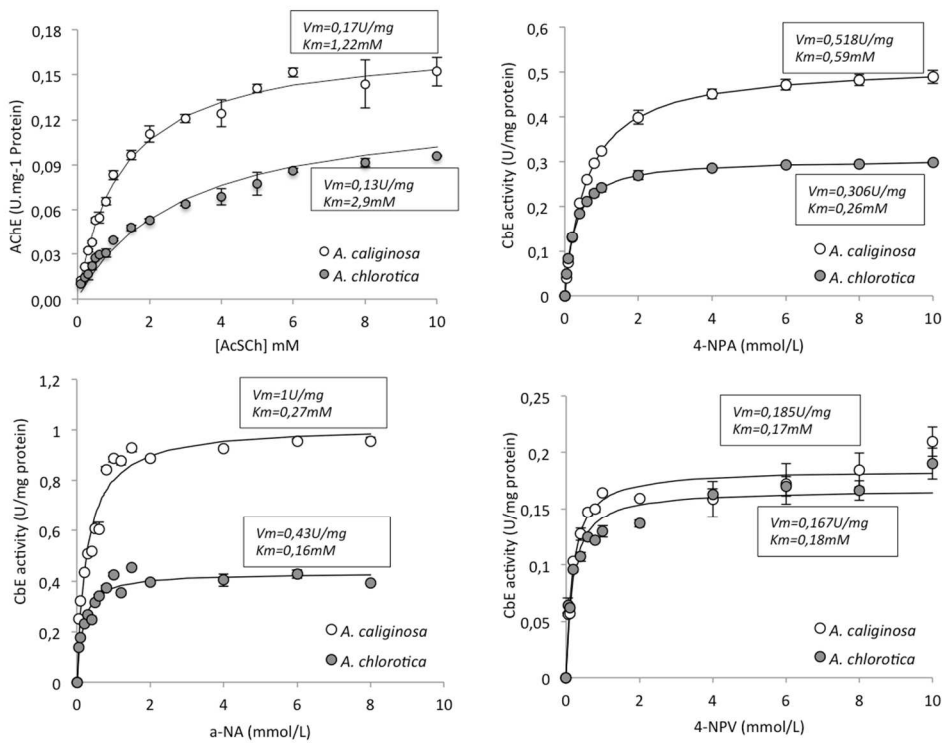 Vm=0,17U/mg
Km=1,22mM
0,18
0,15
0,12
0,09
0,06
0,03
0,00
AChE (U.mg-1 Protein)
Vm=0,13U/mg
Km=2,9mM
A. caliginosa
A. chlorotica
0 2 4 6 8 10
[AcSCh] mM
Vm=0,518U/mg
Km=0,59mM
0,6
0,5
0,4
0,3
0,2
0,1
0
CbE activity (U/mg protein)
Vm=0,306U/mg
Km=0,26mM
A. caliginosa
A. chlorotica
0 2 4 6 8 10
4-NPA (mmol/L)
Vm=1U/mg
Km=0,27mM
1,2
1
0,8
0,6
0,4
0,2
0
CbE activity (U/mg protein)
Vm=0,43U/mg
Km=0,16mM
A. caliginosa
A. chlorotica
0 2 4 6 8 10
a-NA (mmol/L)
Vm=0,185U/mg
Km=0,17mM
0,25
0,2
0,15
0,1
0,05
0
CbE activity (U/mg protein)
Vm=0,167U/mg
Km=0,18mM
A. caliginosa
A. chlorotica
0 2 4 6 8 10
4-NPV (mmol/L)